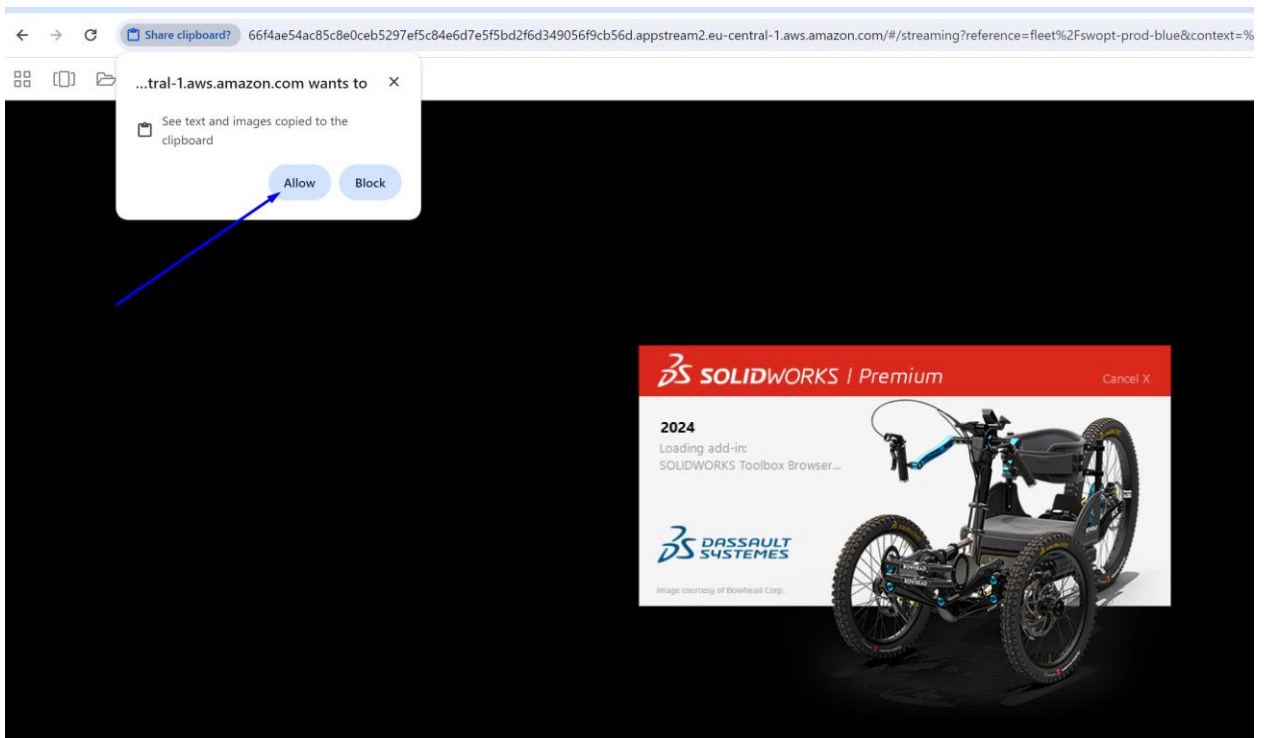 Share clipboard?
66f4ae54ac85c8e0ceb5297ef5c84e6d7e5f5bd2f6d349056f9cb56d.appstream2.eu-central-1.aws.amazon.com/#/streaming?reference=fleet%2Fswopt-prod-blue&context=%
...tral-1.aws.amazon.com wants to
See text and images copied to the
clipboard
Allow Block
SOLIDWORKS | Premium
Cancel X
2024
Loading add-in:
SOLIDWORKS Toolbox Browser...
DASSAULT
SYSTEMES
Image courtesy of Bowhead Corp.
BOWHEAD